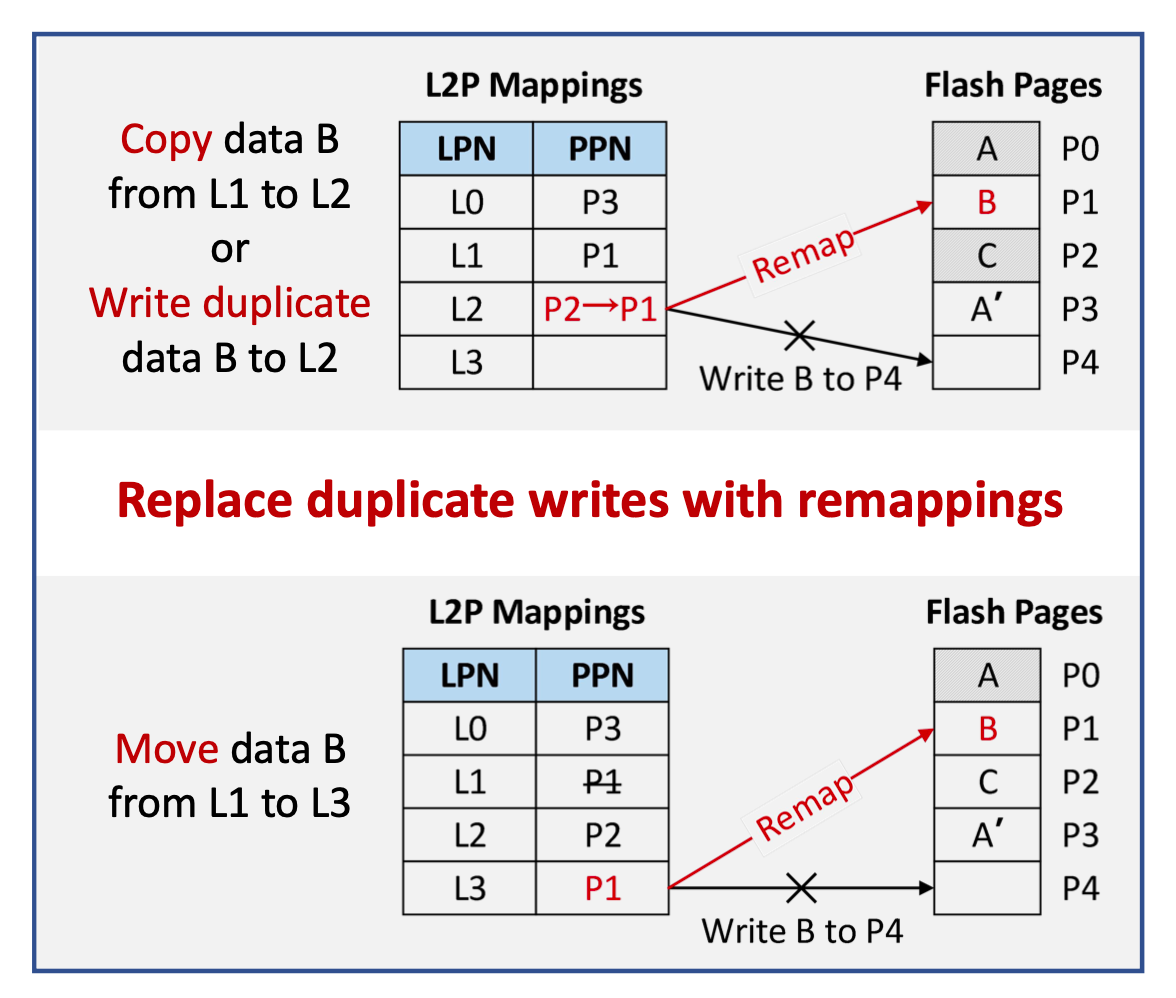 L2P Mappings
Flash Pages
Copy data B
from L1 to L2
or
Write duplicate
data B to L2
LPN PPN
L0 P3
L1 P1
L2 P2→P1
L3
Remap
Write B to P4
A P0
B P1
C P2
A′ P3
P4
Replace duplicate writes with remappings
L2P Mappings
Flash Pages
Move data B
from L1 to L3
LPN PPN
L0 P3
L1 P1
L2 P2
L3 P1
Remap
Write B to P4
A P0
B P1
C P2
A′ P3
P4